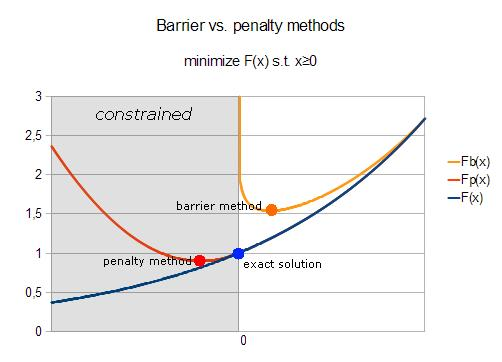 Barrier vs. penalty methods
minimize F(x) s.t. x≥0
3
2,5
2
1,5
1
0,5
0
constrained
barrier method
penalty method
exact solution
0
Fb(x)
Fp(x)
F(x)